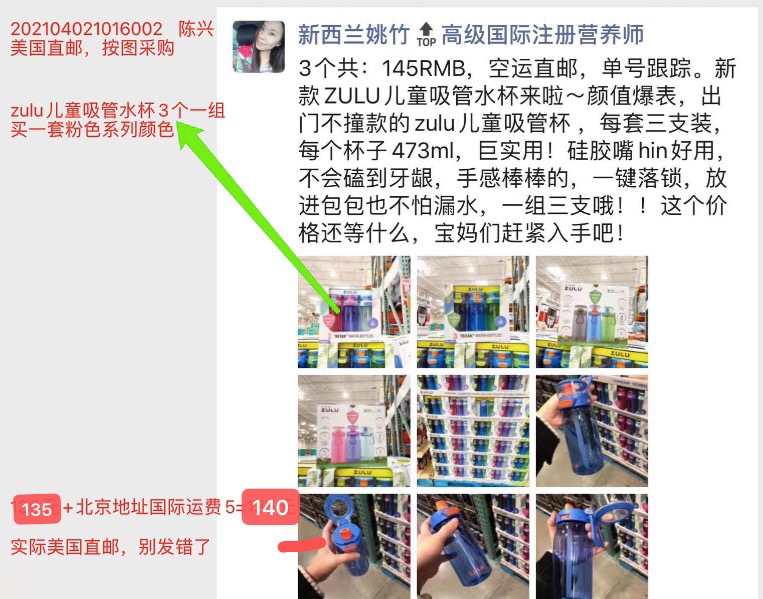 202104021016002 陈兴
美国直邮，按图采购
zulu儿童吸管水杯3个一组
买一套粉色系列颜色
新西兰姚竹 TOP 高级国际注册营养师
3个共：145RMB，空运直邮，单号跟踪。新
款ZULU儿童吸管水杯来啦～颜值爆表，出
门不撞款的zulu儿童吸管杯 ，每套三支装，
每个杯子 473ml，巨实用！硅胶嘴hin好用，
不会磕到牙龈，手感棒棒的，一键落锁，放
进包包也不怕漏水，一组三支哦！！这个价
格还等什么，宝妈们赶紧入手吧！
ZULU
ZULU
ZULU
ZULU
ZULU
ZULU
135+北京地址国际运费5=140
实际美国直邮，别发错了